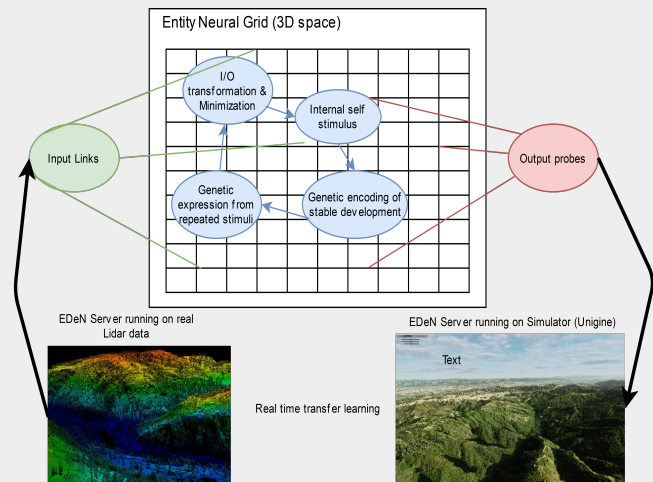 Entity Neural Grid (3D space)
I/O
transformation &
Minimization
Internal self
stimulus
Input Links
Output probes
Genetic
expression from
repeated stimuli
Genetic encoding of
stable development
EDeN Server running on real
Lidar data
EDeN Server running on Simulator (Unigine)
Text
Real time transfer learning